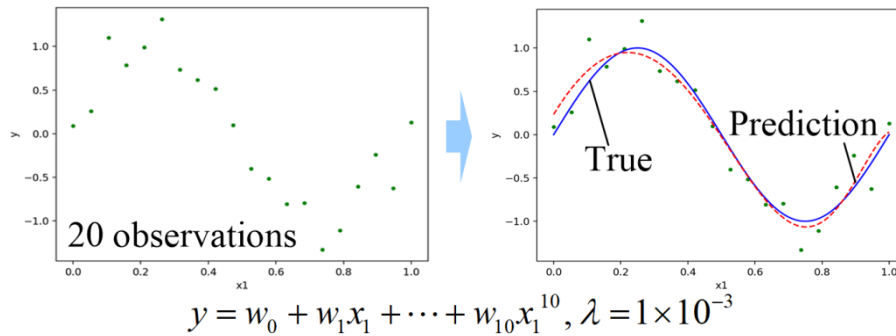 1.0
0.5
0.0
-0.5
-1.0
y
0.0 0.2 0.4 0.6 0.8 1.0
x1
20 observations
1.0
0.5
0.0
-0.5
-1.0
y
0.0 0.2 0.4 0.6 0.8 1.0
x1
True
Prediction
y = w₀ + w₁x₁ + ⋯ + w₁₀x₁¹⁰, λ = 1×10⁻³